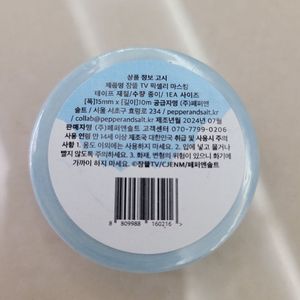 상품 정보 고시
제품명 잠뜰 TV 픽셀리 마스킹
테이프 재질/수량 종이/ 1EA 사이즈
[폭]15mm x [길이]10m 공급자명 (주)페퍼앤
솔트 / 서울 서초구 효령로 234 / pepperandsalt.kr
/ collab@pepperandsalt.kr 제조년월 2024년 07월
판매자명 (주)페퍼앤솔트 고객센터 070-7799-0206
사용 연령 만 14세 이상 제조국 대한민국 취급 및 사용시 주의
사항 1. 용도 이외에는 사용하지 마세요. 2. 입에 넣고 물거나
빨지 않도록 주의하세요. 3. 화재, 변형의 위험이 있으니 화기에
가까이 하지 마세요. ©잠뜰TV/CJENM/페퍼앤솔트
8 809988 160216 >